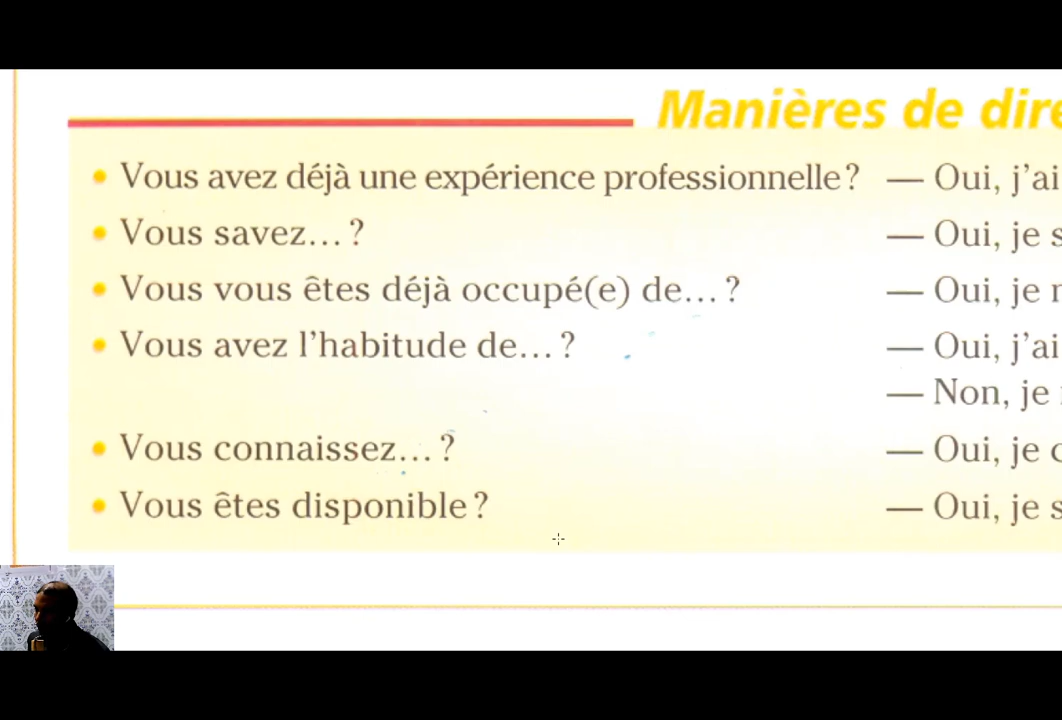 Manières de dire
• Vous avez déjà une expérience professionnelle ? — Oui, j'ai
• Vous savez… ? — Oui, je
• Vous vous êtes déjà occupé(e) de… ? — Oui, je
• Vous avez l'habitude de… ? — Oui, j'ai
— Non, je
• Vous connaissez… ? — Oui, je
• Vous êtes disponible ? — Oui, je